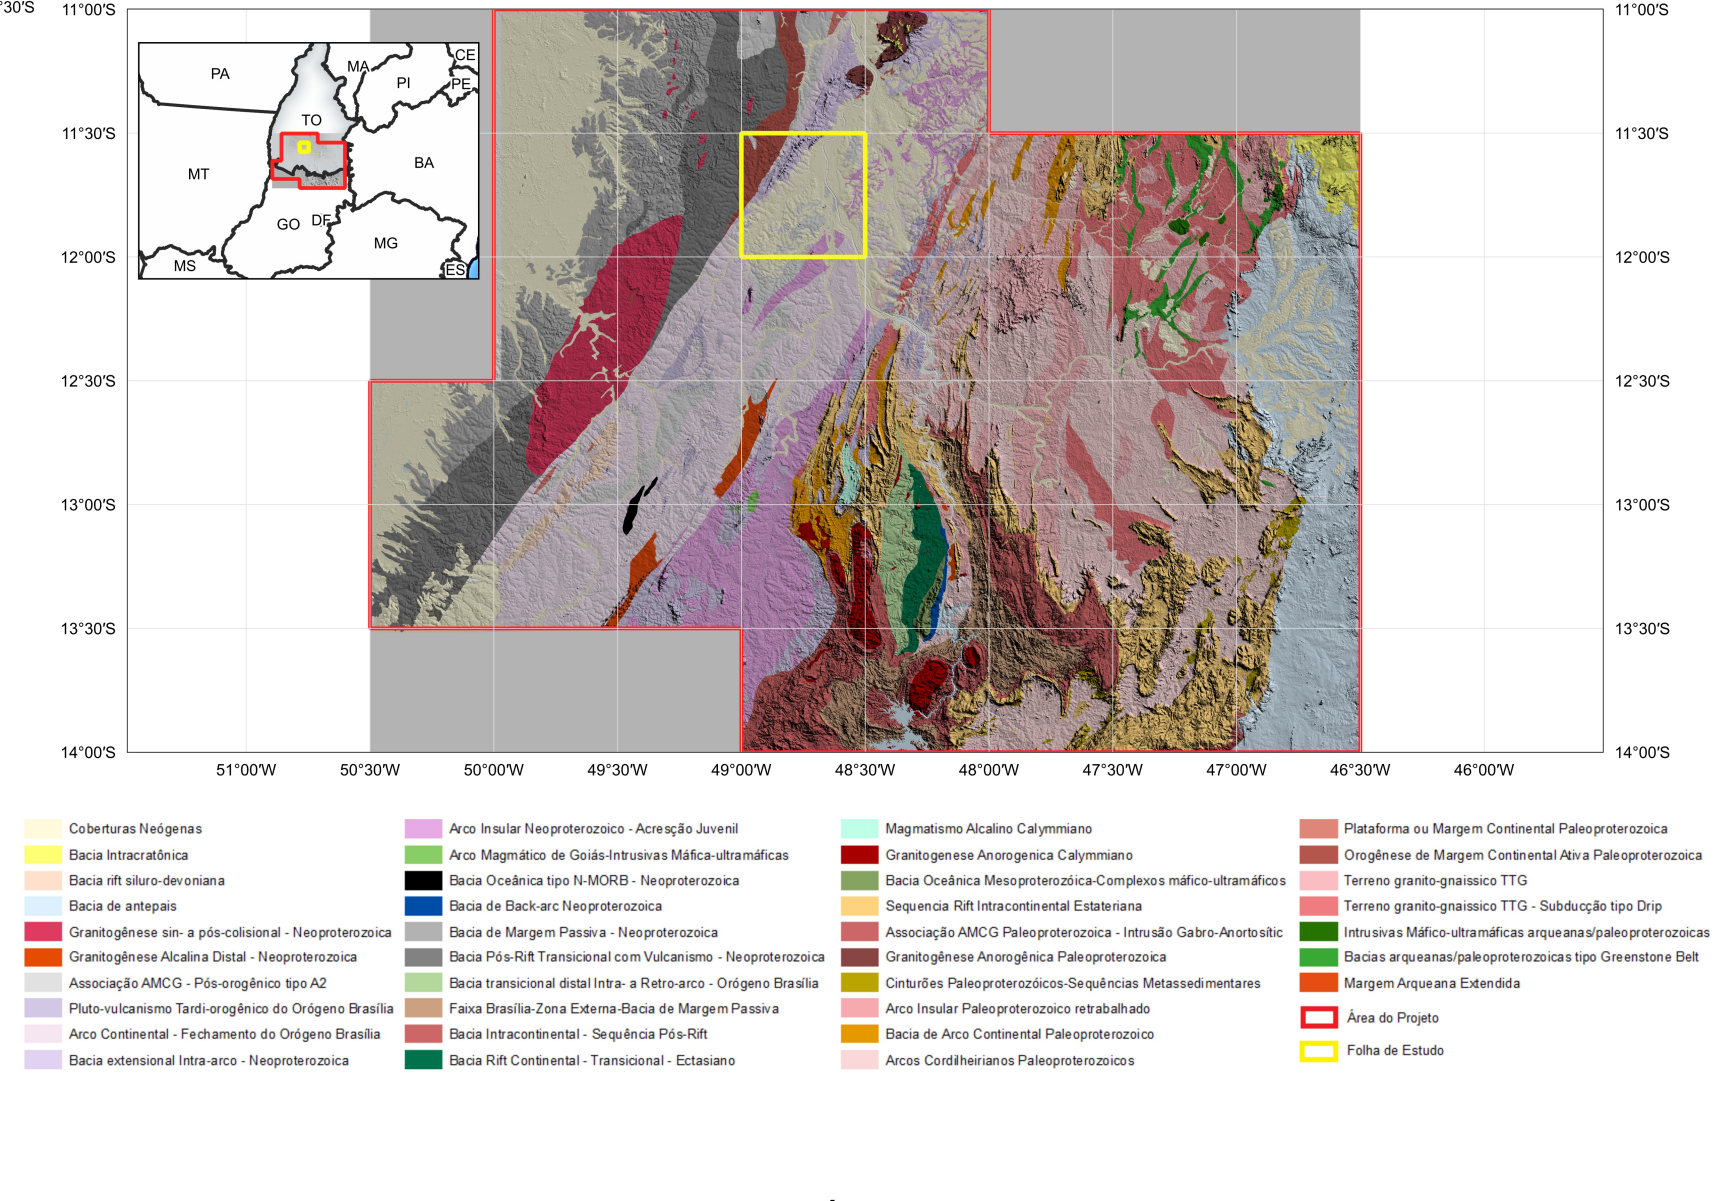 30'S
11°00'S
11°00'S
PA
MA
CE
PI
PE
TO
11°30'S
11°30'S
MT
BA
GO
DF
MG
MS
ES
12°00'S
12°00'S
12°30'S
12°30'S
13°00'S
13°00'S
13°30'S
13°30'S
14°00'S
14°00'S
51°00'W 50°30'W 50°00'W 49°30'W 49°00'W 48°30'W 48°00'W 47°30'W 47°00'W 46°30'W 46°00'W
Coberturas Neógenas
Bacia Intracratônica
Bacia rift siluro-devoniana
Bacia de antepais
Granitogênese sin- a pós-colisional - Neoproterozoica
Granitogênese Alcalina Distal - Neoproterozoica
Associação AMCG - Pós-orogênico tipo A2
Pluto-vulcanismo Tardi-orogênico do Orógeno Brasília
Arco Continental - Fechamento do Orógeno Brasília
Bacia extensional Intra-arco - Neoproterozoica
Arco Insular Neoproterozoico - Acresção Juvenil
Arco Magmático de Goiás-Intrusivas Máfica-ultramáficas
Bacia Oceânica tipo N-MORB - Neoproterozoica
Bacia de Back-arc Neoproterozoica
Bacia de Margem Passiva - Neoproterozoica
Bacia Pós-Rift Transicional com Vulcanismo - Neoproterozoica
Bacia transicional distal Intra- a Retro-arco - Orógeno Brasília
Faixa Brasília-Zona Externa-Bacia de Margem Passiva
Bacia Intracontinental - Sequência Pós-Rift
Bacia Rift Continental - Transicional - Ectasiano
Magmatismo Alcalino Calymmiano
Granitogenese Anorogenica Calymmiano
Bacia Oceânica Mesoproterozóica-Complexos máfico-ultramáficos
Sequencia Rift Intracontinental Estateriana
Associação AMCG Paleoproterozoica - Intrusão Gabro-Anortosític
Granitogênese Anorogênica Paleoproterozoica
Cinturões Paleoproterozóicos-Sequências Metassedimentares
Arco Insular Paleoproterozoico retrabalhado
Bacia de Arco Continental Paleoproterozoico
Arcos Cordilheirianos Paleoproterozoicos
Plataforma ou Margem Continental Paleoproterozoica
Orogênese de Margem Continental Ativa Paleoproterozoica
Terreno granito-gnaissico TTG
Terreno granito-gnaissico TTG - Subducção tipo Drip
Intrusivas Máfico-ultramáficas arqueanas/paleoproterozoicas
Bacias arqueanas/paleoproterozoicas tipo Greenstone Belt
Margem Arqueana Extendida
Área do Projeto
Folha de Estudo